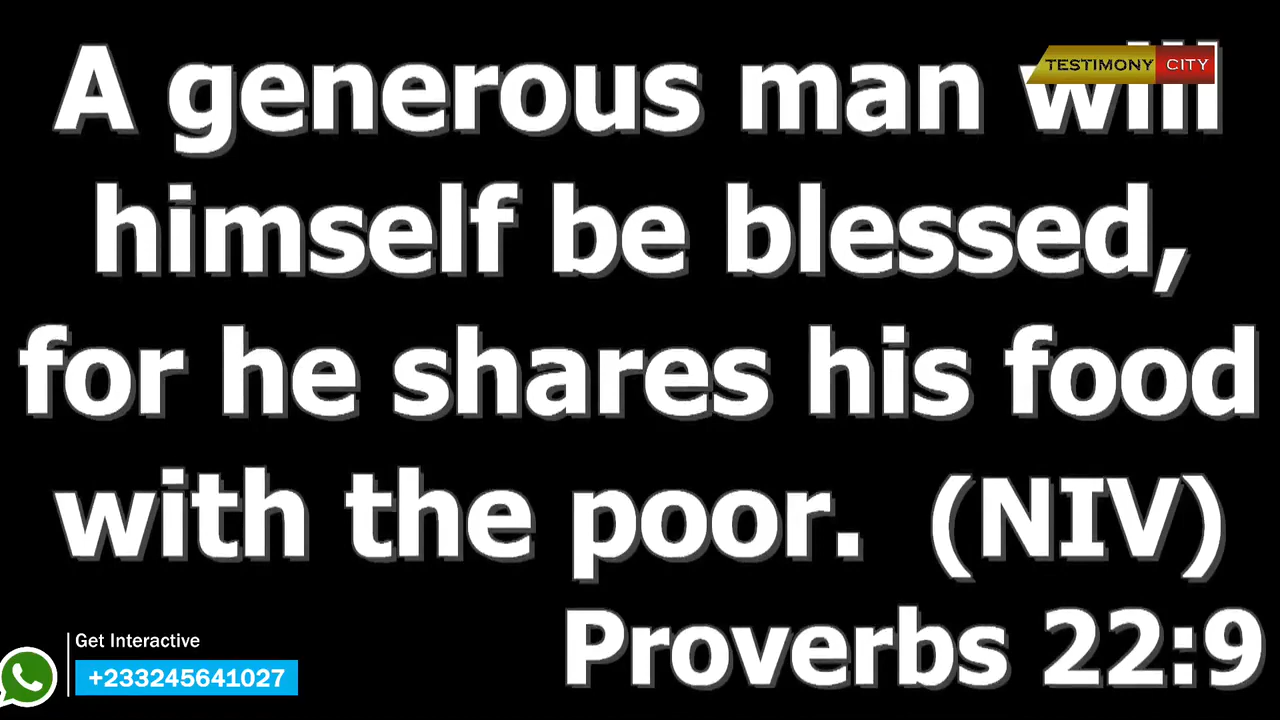 A generous man will
TESTIMONY CITY
himself be blessed,
for he shares his food
with the poor. (NIV)
Proverbs 22:9
Get Interactive
+233245641027